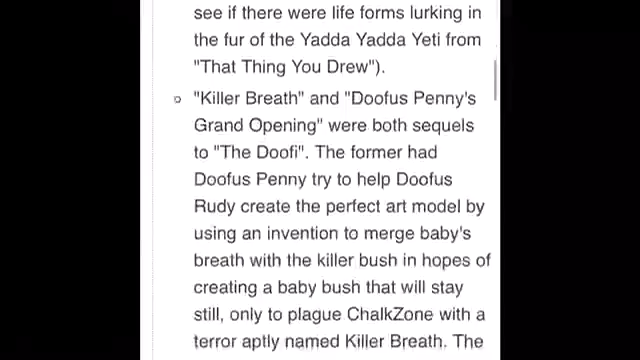 see if there were life forms lurking in
the fur of the Yadda Yadda Yeti from
"That Thing You Drew").
"Killer Breath" and "Doofus Penny's
Grand Opening" were both sequels
to "The Doofi". The former had
Doofus Penny try to help Doofus
Rudy create the perfect art model by
using an invention to merge baby's
breath with the killer bush in hopes of
creating a baby bush that will stay
still, only to plague ChalkZone with a
terror aptly named Killer Breath. The